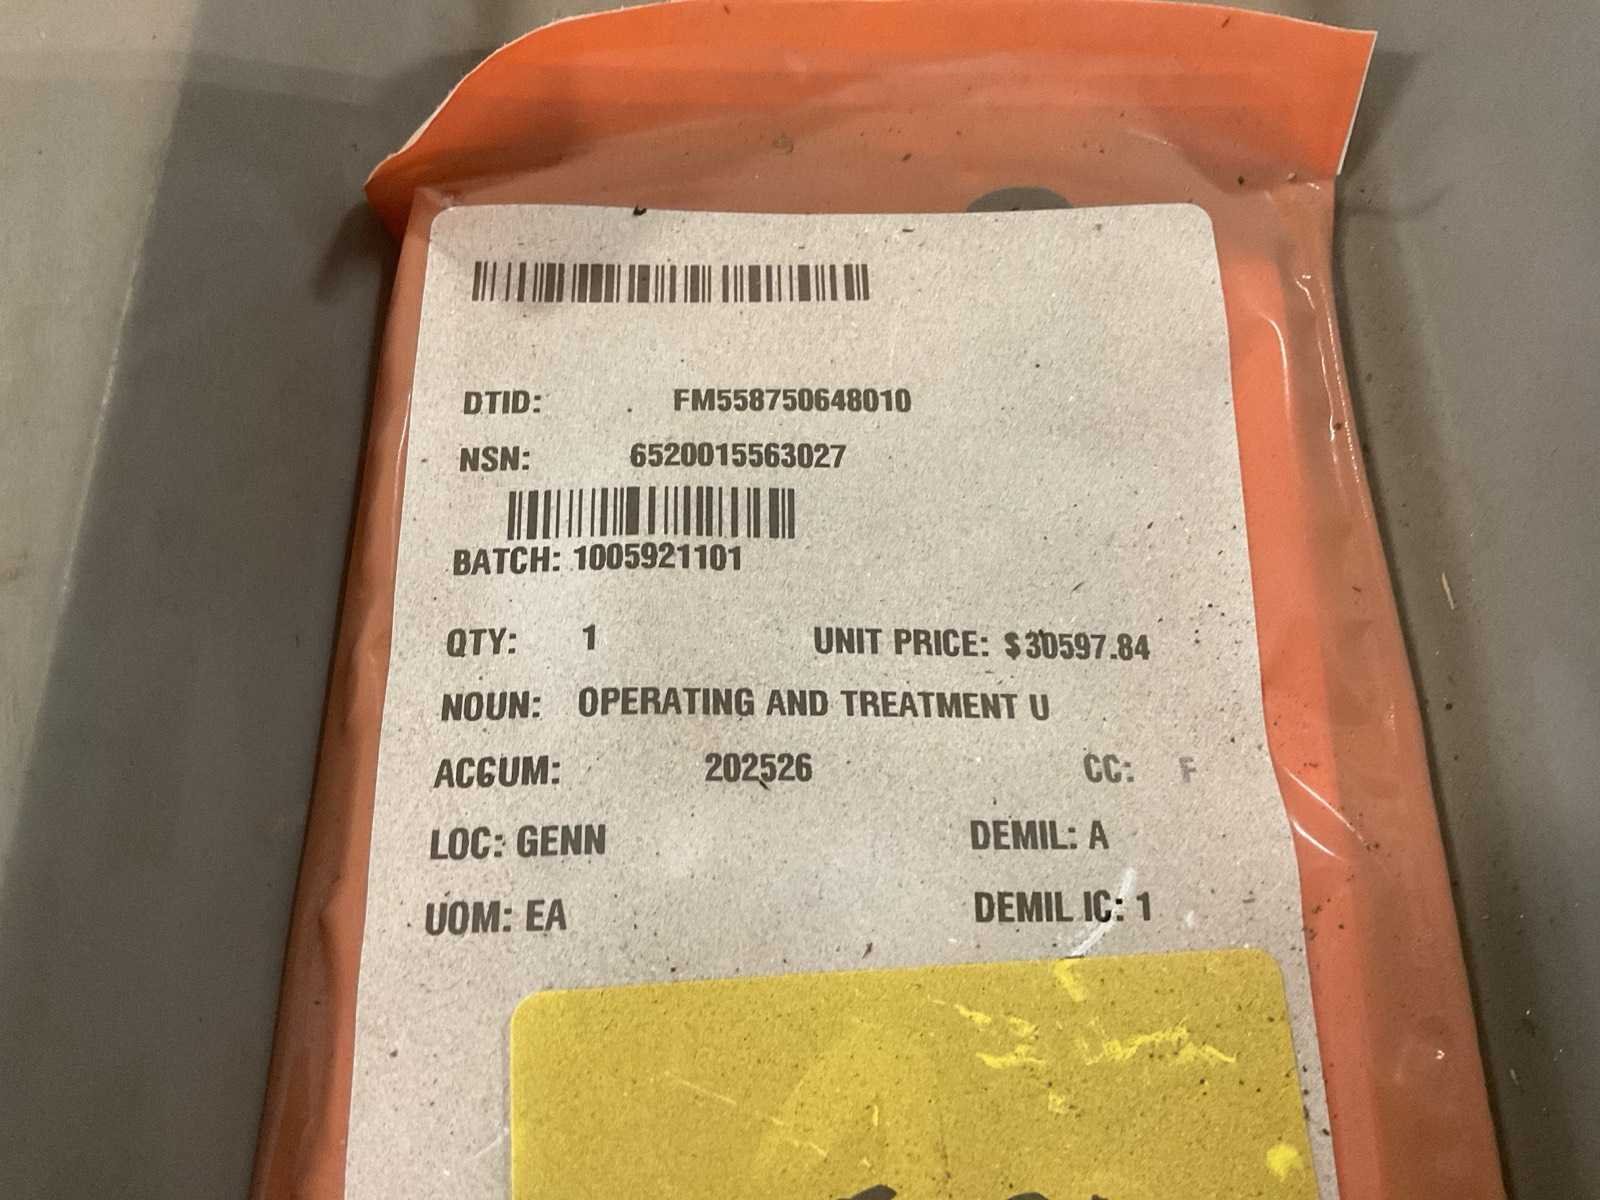 DTID: FM558750648010
NSN: 6520015563027
BATCH: 1005921101
QTY: 1 UNIT PRICE: $30597.84
NOUN: OPERATING AND TREATMENT U
ACCUM: 202526 CC: F
LOC: GENN DEMIL: A
UOM: EA DEMIL IC: 1